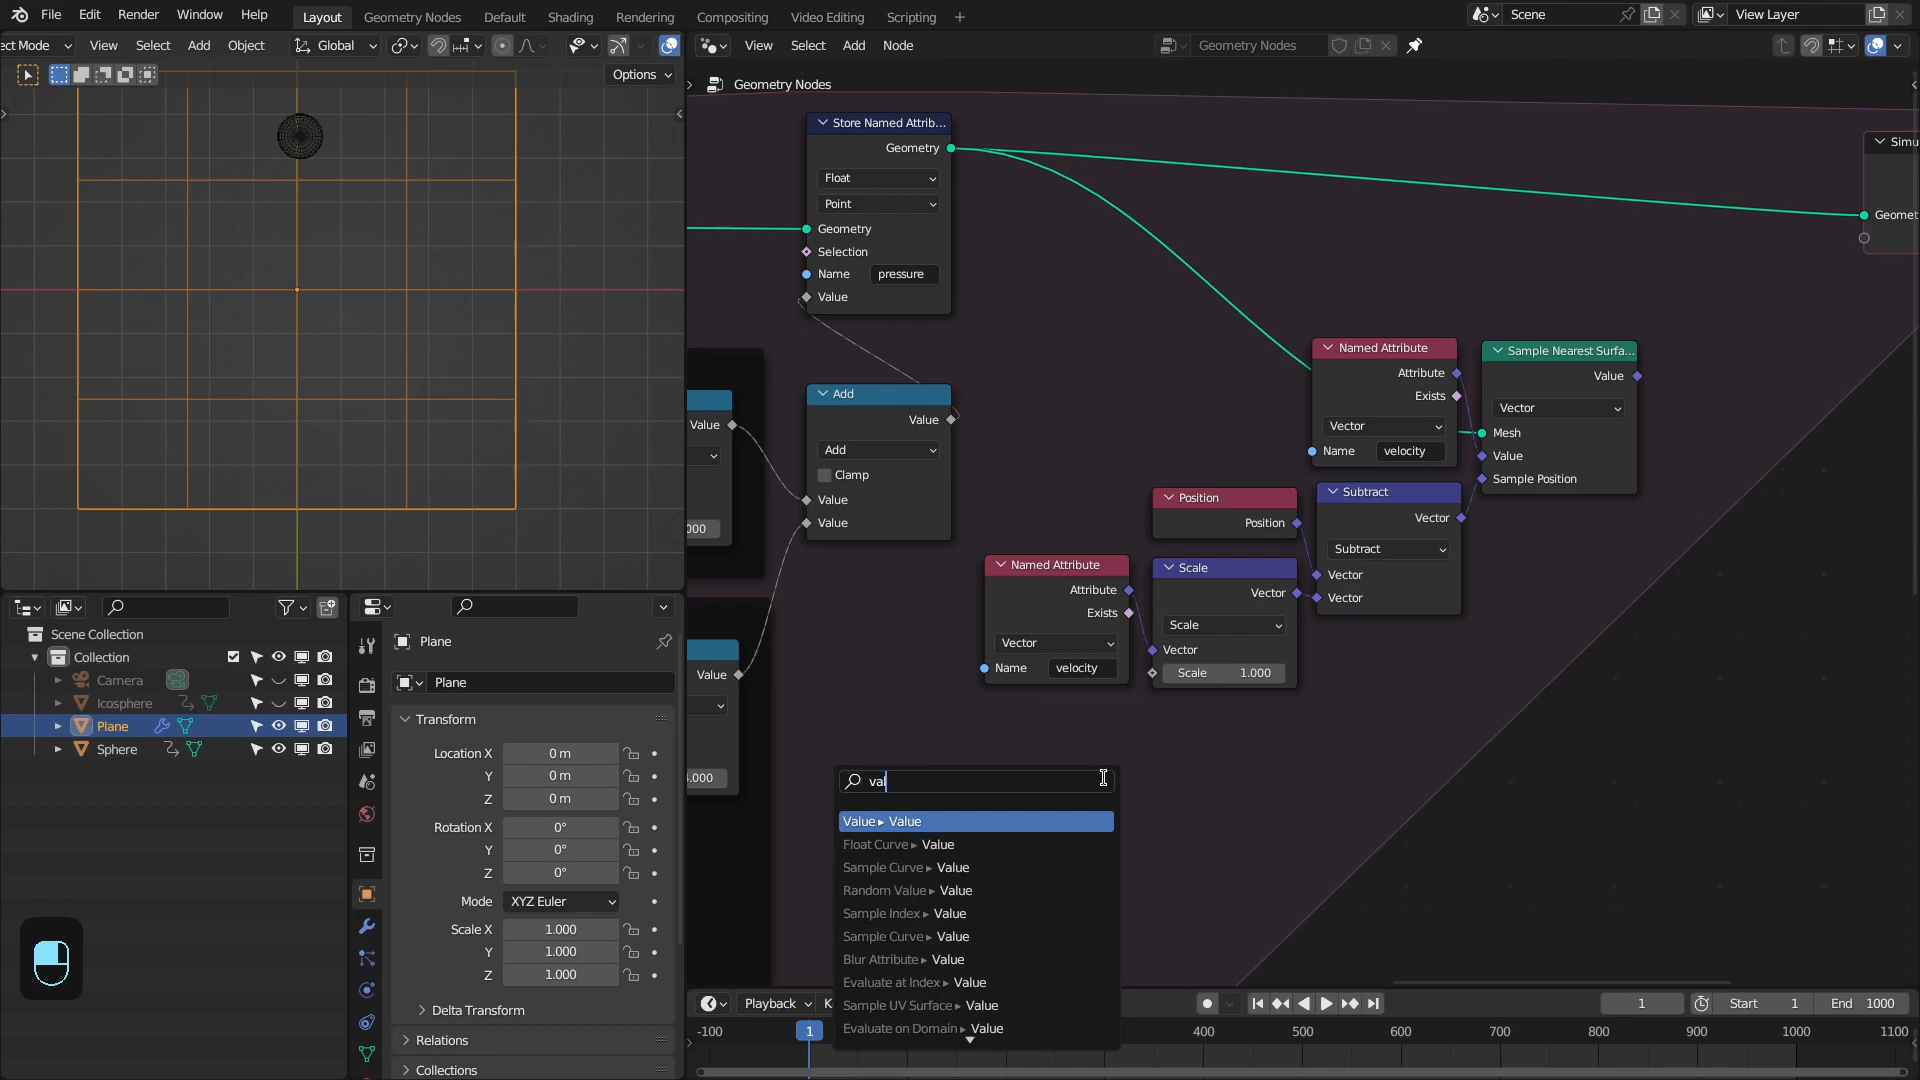 File Edit Render Window Help
Layout Geometry Nodes Default Shading Rendering Compositing Video Editing Scripting +
Scene
View Layer
ect Mode View Select Add Object Global
Options
View Select Add Node
Geometry Nodes
Geometry Nodes
Store Named Attrib...
Geometry
Float
Point
Geometry
Selection
Name pressure
Value
Simu
Geomet
Add
Value
Add
Clamp
Value
Value
Value
000
Value
4.000
Named Attribute
Attribute
Exists
Vector
Name velocity
Sample Nearest Surfa...
Value
Vector
Mesh
Value
Sample Position
Position
Position
Subtract
Vector
Subtract
Vector
Vector
Named Attribute
Attribute
Exists
Vector
Name velocity
Scale
Vector
Scale
Vector
Scale 1.000
val
Value ▸ Value
Float Curve ▸ Value
Sample Curve ▸ Value
Random Value ▸ Value
Sample Index ▸ Value
Sample Curve ▸ Value
Blur Attribute ▸ Value
Evaluate at Index ▸ Value
Sample UV Surface ▸ Value
Evaluate on Domain ▸ Value
Scene Collection
Collection
Camera
Icosphere
Plane
Sphere
Plane
Plane
Transform
Location X 0 m
Y 0 m
Z 0 m
Rotation X 0°
Y 0°
Z 0°
Mode XYZ Euler
Scale X 1.000
Y 1.000
Z 1.000
Delta Transform
Relations
Collections
Playback K
1
Start 1
End 1000
-100 1 400 500 600 700 800 900 1000 1100